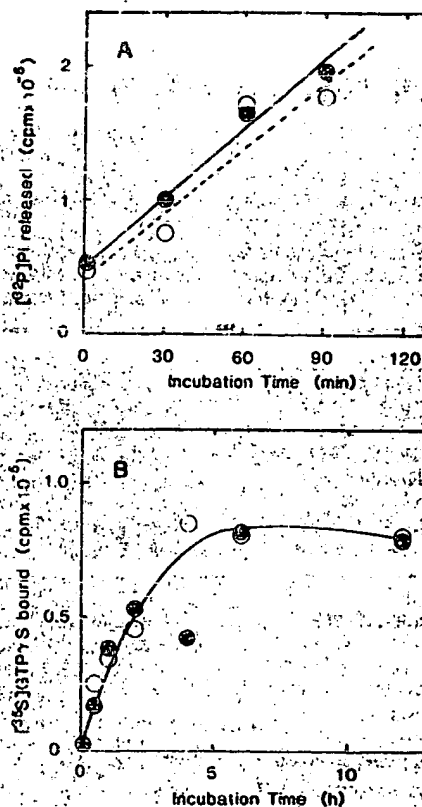 A
[32P]Pi released (cpm x 10-5)
2
1
0
0 30 60 90 120
Incubation Time (min)
B
[35S]GTPγS bound (cpm x 10-5)
1.0
0.5
0
0 5 10
Incubation Time (h)